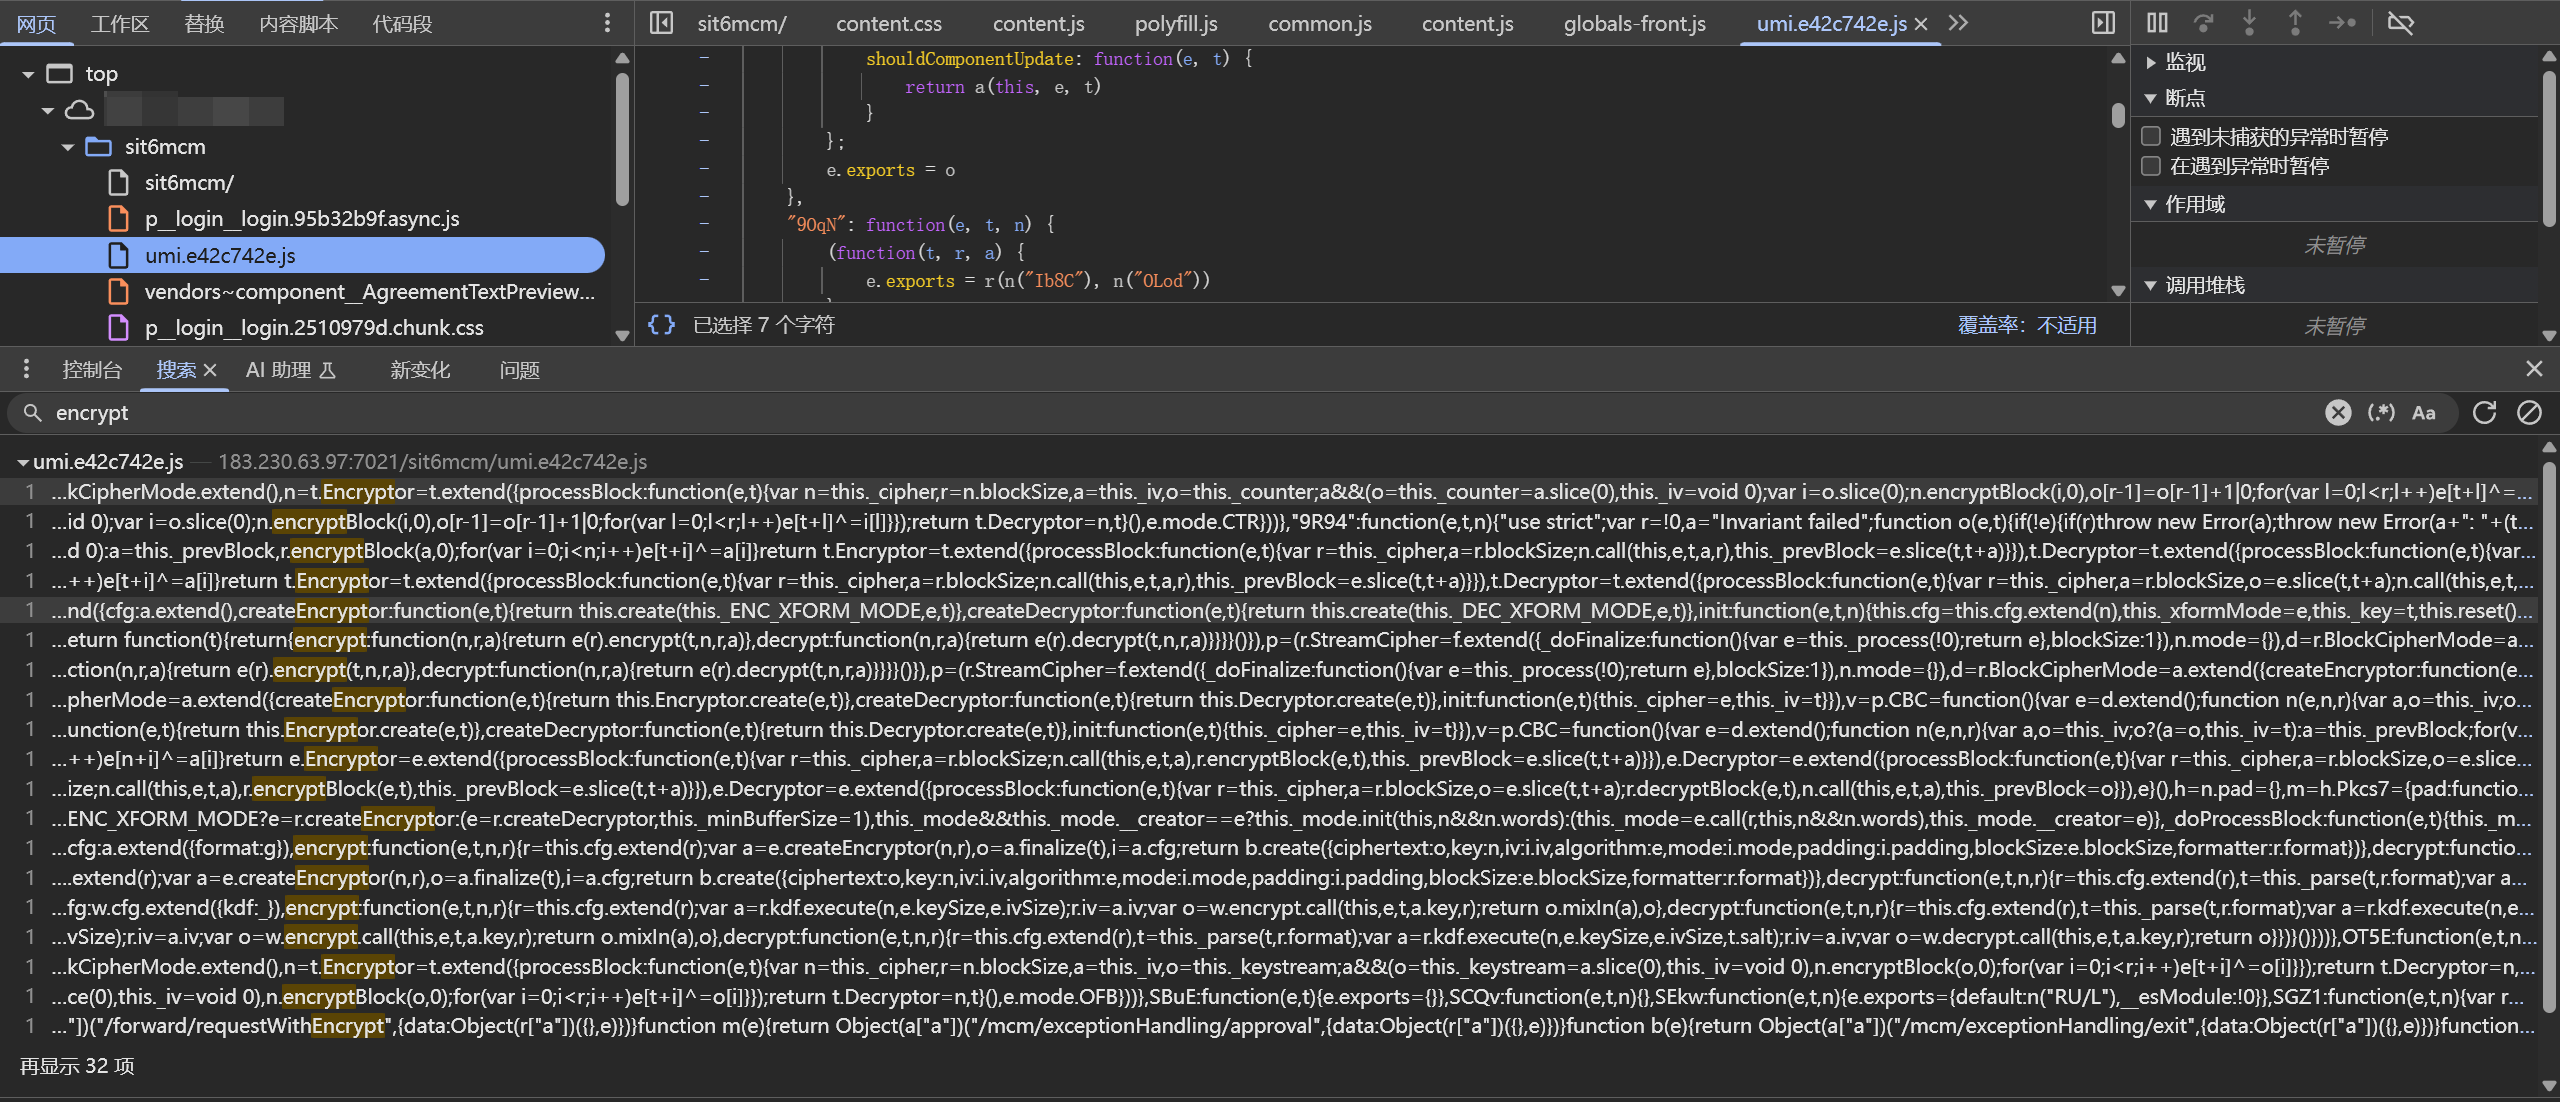 网页 工作区 替换 内容脚本 代码段
sit6mcm/ content.css content.js polyfill.js common.js content.js globals-front.js umi.e42c742e.js
top
sit6mcm
sit6mcm/
p__login__login.95b32b9f.async.js
umi.e42c742e.js
vendors~component__AgreementTextPreview...
p__login__login.2510979d.chunk.css
shouldComponentUpdate: function(e, t) {
return a(this, e, t)
}
};
e.exports = o
},
"9OqN": function(e, t, n) {
(function(t, r, a) {
e.exports = r(n("Ib8C"), n("OLod"))
{} 已选择 7 个字符
覆盖率：不适用
监视
断点
遇到未捕获的异常时暂停
在遇到异常时暂停
作用域
未暂停
调用堆栈
未暂停
控制台 搜索 AI 助理 新变化 问题
encrypt
(.*) Aa
umi.e42c742e.js — 183.230.63.97:7021/sit6mcm/umi.e42c742e.js
1 ...kCipherMode.extend(),n=t.Encryptor=t.extend({processBlock:function(e,t){var n=this._cipher,r=n.blockSize,a=this._iv,o=this._counter;a&&(o=this._counter=a.slice(0),this._iv=void 0);var i=o.slice(0);n.encryptBlock(i,0),o[r-1]=o[r-1]+1|0;for(var l=0;l<r;l++)e[t+l]^=...
1 ...id 0);var i=o.slice(0);n.encryptBlock(i,0),o[r-1]=o[r-1]+1|0;for(var l=0;l<r;l++)e[t+l]^=i[l]}});return t.Decryptor=n,t}(),e.mode.CTR}))},"9R94":function(e,t,n){"use strict";var r=!0,a="Invariant failed";function o(e,t){if(!e){if(r)throw new Error(a);throw new Error(a+": "+(t...
1 ...d 0):a=this._prevBlock,r.encryptBlock(a,0);for(var i=0;i<n;i++)e[t+i]^=a[i]}return t.Encryptor=t.extend({processBlock:function(e,t){var r=this._cipher,a=r.blockSize;n.call(this,e,t,a,r),this._prevBlock=e.slice(t,t+a)}}),t.Decryptor=t.extend({processBlock:function(e,t){var...
1 ...++)e[t+i]^=a[i]}return t.Encryptor=t.extend({processBlock:function(e,t){var r=this._cipher,a=r.blockSize;n.call(this,e,t,a,r),this._prevBlock=e.slice(t,t+a)}}),t.Decryptor=t.extend({processBlock:function(e,t){var r=this._cipher,a=r.blockSize,o=e.slice(t,t+a);n.call(this,e,t,...
1 ...nd({cfg:a.extend(),createEncryptor:function(e,t){return this.create(this._ENC_XFORM_MODE,e,t)},createDecryptor:function(e,t){return this.create(this._DEC_XFORM_MODE,e,t)},init:function(e,t,n){this.cfg=this.cfg.extend(n),this._xformMode=e,this._key=t,this.reset()...
1 ...eturn function(t){return{encrypt:function(n,r,a){return e(r).encrypt(t,n,r,a)},decrypt:function(n,r,a){return e(r).decrypt(t,n,r,a)}}}}()}),p=(r.StreamCipher=f.extend({_doFinalize:function(){var e=this._process(!0);return e},blockSize:1}),n.mode={}),d=r.BlockCipherMode=a...
1 ...ction(n,r,a){return e(r).encrypt(t,n,r,a)},decrypt:function(n,r,a){return e(r).decrypt(t,n,r,a)}}}}()}),p=(r.StreamCipher=f.extend({_doFinalize:function(){var e=this._process(!0);return e},blockSize:1}),n.mode={}),d=r.BlockCipherMode=a.extend({createEncryptor:function(e...
1 ...pherMode=a.extend({createEncryptor:function(e,t){return this.Encryptor.create(e,t)},createDecryptor:function(e,t){return this.Decryptor.create(e,t)},init:function(e,t){this._cipher=e,this._iv=t}}),v=p.CBC=function(){var e=d.extend();function n(e,n,r){var a,o=this._iv;o...
1 ...unction(e,t){return this.Encryptor.create(e,t)},createDecryptor:function(e,t){return this.Decryptor.create(e,t)},init:function(e,t){this._cipher=e,this._iv=t}}),v=p.CBC=function(){var e=d.extend();function n(e,n,r){var a,o=this._iv;o?(a=o,this._iv=t):a=this._prevBlock;for(v...
1 ...++)e[n+i]^=a[i]}return e.Encryptor=e.extend({processBlock:function(e,t){var r=this._cipher,a=r.blockSize;n.call(this,e,t,a),r.encryptBlock(e,t),this._prevBlock=e.slice(t,t+a)}}),e.Decryptor=e.extend({processBlock:function(e,t){var r=this._cipher,a=r.blockSize,o=e.slice...
1 ...ize;n.call(this,e,t,a),r.encryptBlock(e,t),this._prevBlock=e.slice(t,t+a)}}),e.Decryptor=e.extend({processBlock:function(e,t){var r=this._cipher,a=r.blockSize,o=e.slice(t,t+a);r.decryptBlock(e,t),n.call(this,e,t,a),this._prevBlock=o}}),e}(),h=n.pad={},m=h.Pkcs7={pad:functio...
1 ...ENC_XFORM_MODE?e=r.createEncryptor:(e=r.createDecryptor,this._minBufferSize=1),this._mode&&this._mode.__creator==e?this._mode.init(this,n&&n.words):(this._mode=e.call(r,this,n&&n.words),this._mode.__creator=e)},_doProcessBlock:function(e,t){this._m...
1 ...cfg:a.extend({format:g}),encrypt:function(e,t,n,r){r=this.cfg.extend(r);var a=e.createEncryptor(n,r),o=a.finalize(t),i=a.cfg;return b.create({ciphertext:o,key:n,iv:i.iv,algorithm:e,mode:i.mode,padding:i.padding,blockSize:e.blockSize,formatter:r.format})},decrypt:functio...
1 ....extend(r);var a=e.createEncryptor(n,r),o=a.finalize(t),i=a.cfg;return b.create({ciphertext:o,key:n,iv:i.iv,algorithm:e,mode:i.mode,padding:i.padding,blockSize:e.blockSize,formatter:r.format})},decrypt:function(e,t,n,r){r=this.cfg.extend(r),t=this._parse(t,r.format);var a...
1 ...fg:w.cfg.extend({kdf:_}),encrypt:function(e,t,n,r){r=this.cfg.extend(r);var a=r.kdf.execute(n,e.keySize,e.ivSize);r.iv=a.iv;var o=w.encrypt.call(this,e,t,a.key,r);return o.mixIn(a),o},decrypt:function(e,t,n,r){r=this.cfg.extend(r),t=this._parse(t,r.format);var a=r.kdf.execute(n,e...
1 ...vSize);r.iv=a.iv;var o=w.encrypt.call(this,e,t,a.key,r);return o.mixIn(a),o},decrypt:function(e,t,n,r){r=this.cfg.extend(r),t=this._parse(t,r.format);var a=r.kdf.execute(n,e.keySize,e.ivSize,t.salt);r.iv=a.iv;var o=w.decrypt.call(this,e,t,a.key,r);return o}})}()}))},OT5E:function(e,t,n...
1 ...kCipherMode.extend(),n=t.Encryptor=t.extend({processBlock:function(e,t){var n=this._cipher,r=n.blockSize,a=this._iv,o=this._keystream;a&&(o=this._keystream=a.slice(0),this._iv=void 0),n.encryptBlock(o,0);for(var i=0;i<r;i++)e[t+i]^=o[i]}});return t.Decryptor=n,...
1 ...ce(0),this._iv=void 0),n.encryptBlock(o,0);for(var i=0;i<r;i++)e[t+i]^=o[i]}});return t.Decryptor=n,t}(),e.mode.OFB}))},SBuE:function(e,t){e.exports={}},SCQv:function(e,t,n){},SEkw:function(e,t,n){e.exports={default:n("RU/L"),__esModule:!0}},SGZ1:function(e,t,n){var r...
1 ..."])("/forward/requestWithEncrypt",{data:Object(r["a"])({},e)})}function m(e){return Object(a["a"])("/mcm/exceptionHandling/approval",{data:Object(r["a"])({},e)})}function b(e){return Object(a["a"])("/mcm/exceptionHandling/exit",{data:Object(r["a"])({},e)})}function...
再显示 32 项